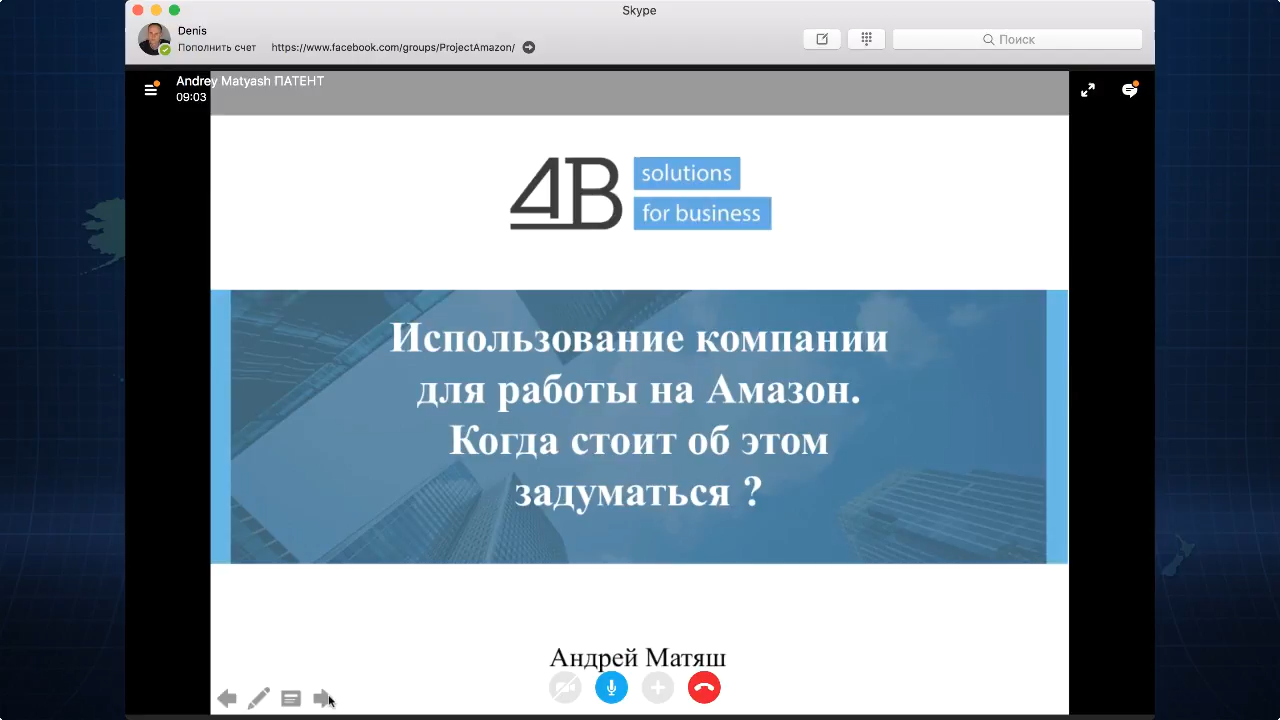 Skype
Denis
Пополнить счет https://www.facebook.com/groups/ProjectAmazon/
Поиск
Andrey Matyash ПАТЕНТ
09:03
4B solutions
for business
Использование компании
для работы на Амазон.
Когда стоит об этом
задуматься ?
Андрей Матяш